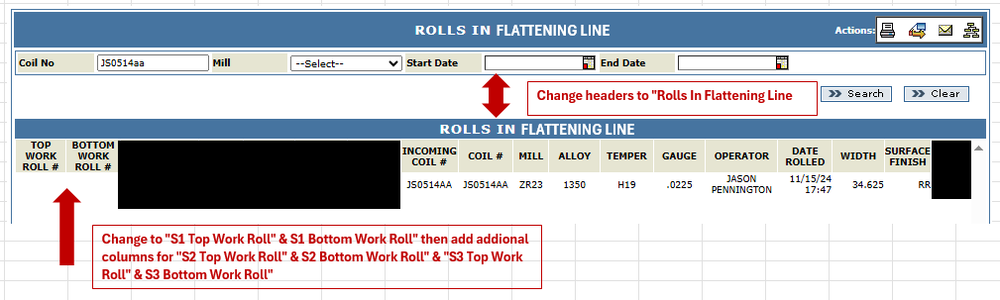 ROLLS IN FLATTENING LINE
Actions:
Coil No JS0514aa Mill --Select-- Start Date End Date
Change headers to "Rolls In Flattening Line
>> Search >> Clear
ROLLS IN FLATTENING LINE
TOP WORK ROLL # BOTTOM WORK ROLL # INCOMING COIL # COIL # MILL ALLOY TEMPER GAUGE OPERATOR DATE ROLLED WIDTH SURFACE FINISH
JS0514AA JS0514AA ZR23 1350 H19 .0225 JASON PENNINGTON 11/15/24 17:47 34.625 RR
Change to "S1 Top Work Roll" & S1 Bottom Work Roll" then add addional
columns for "S2 Top Work Roll" & S2 Bottom Work Roll" & "S3 Top Work
Roll" & S3 Bottom Work Roll"